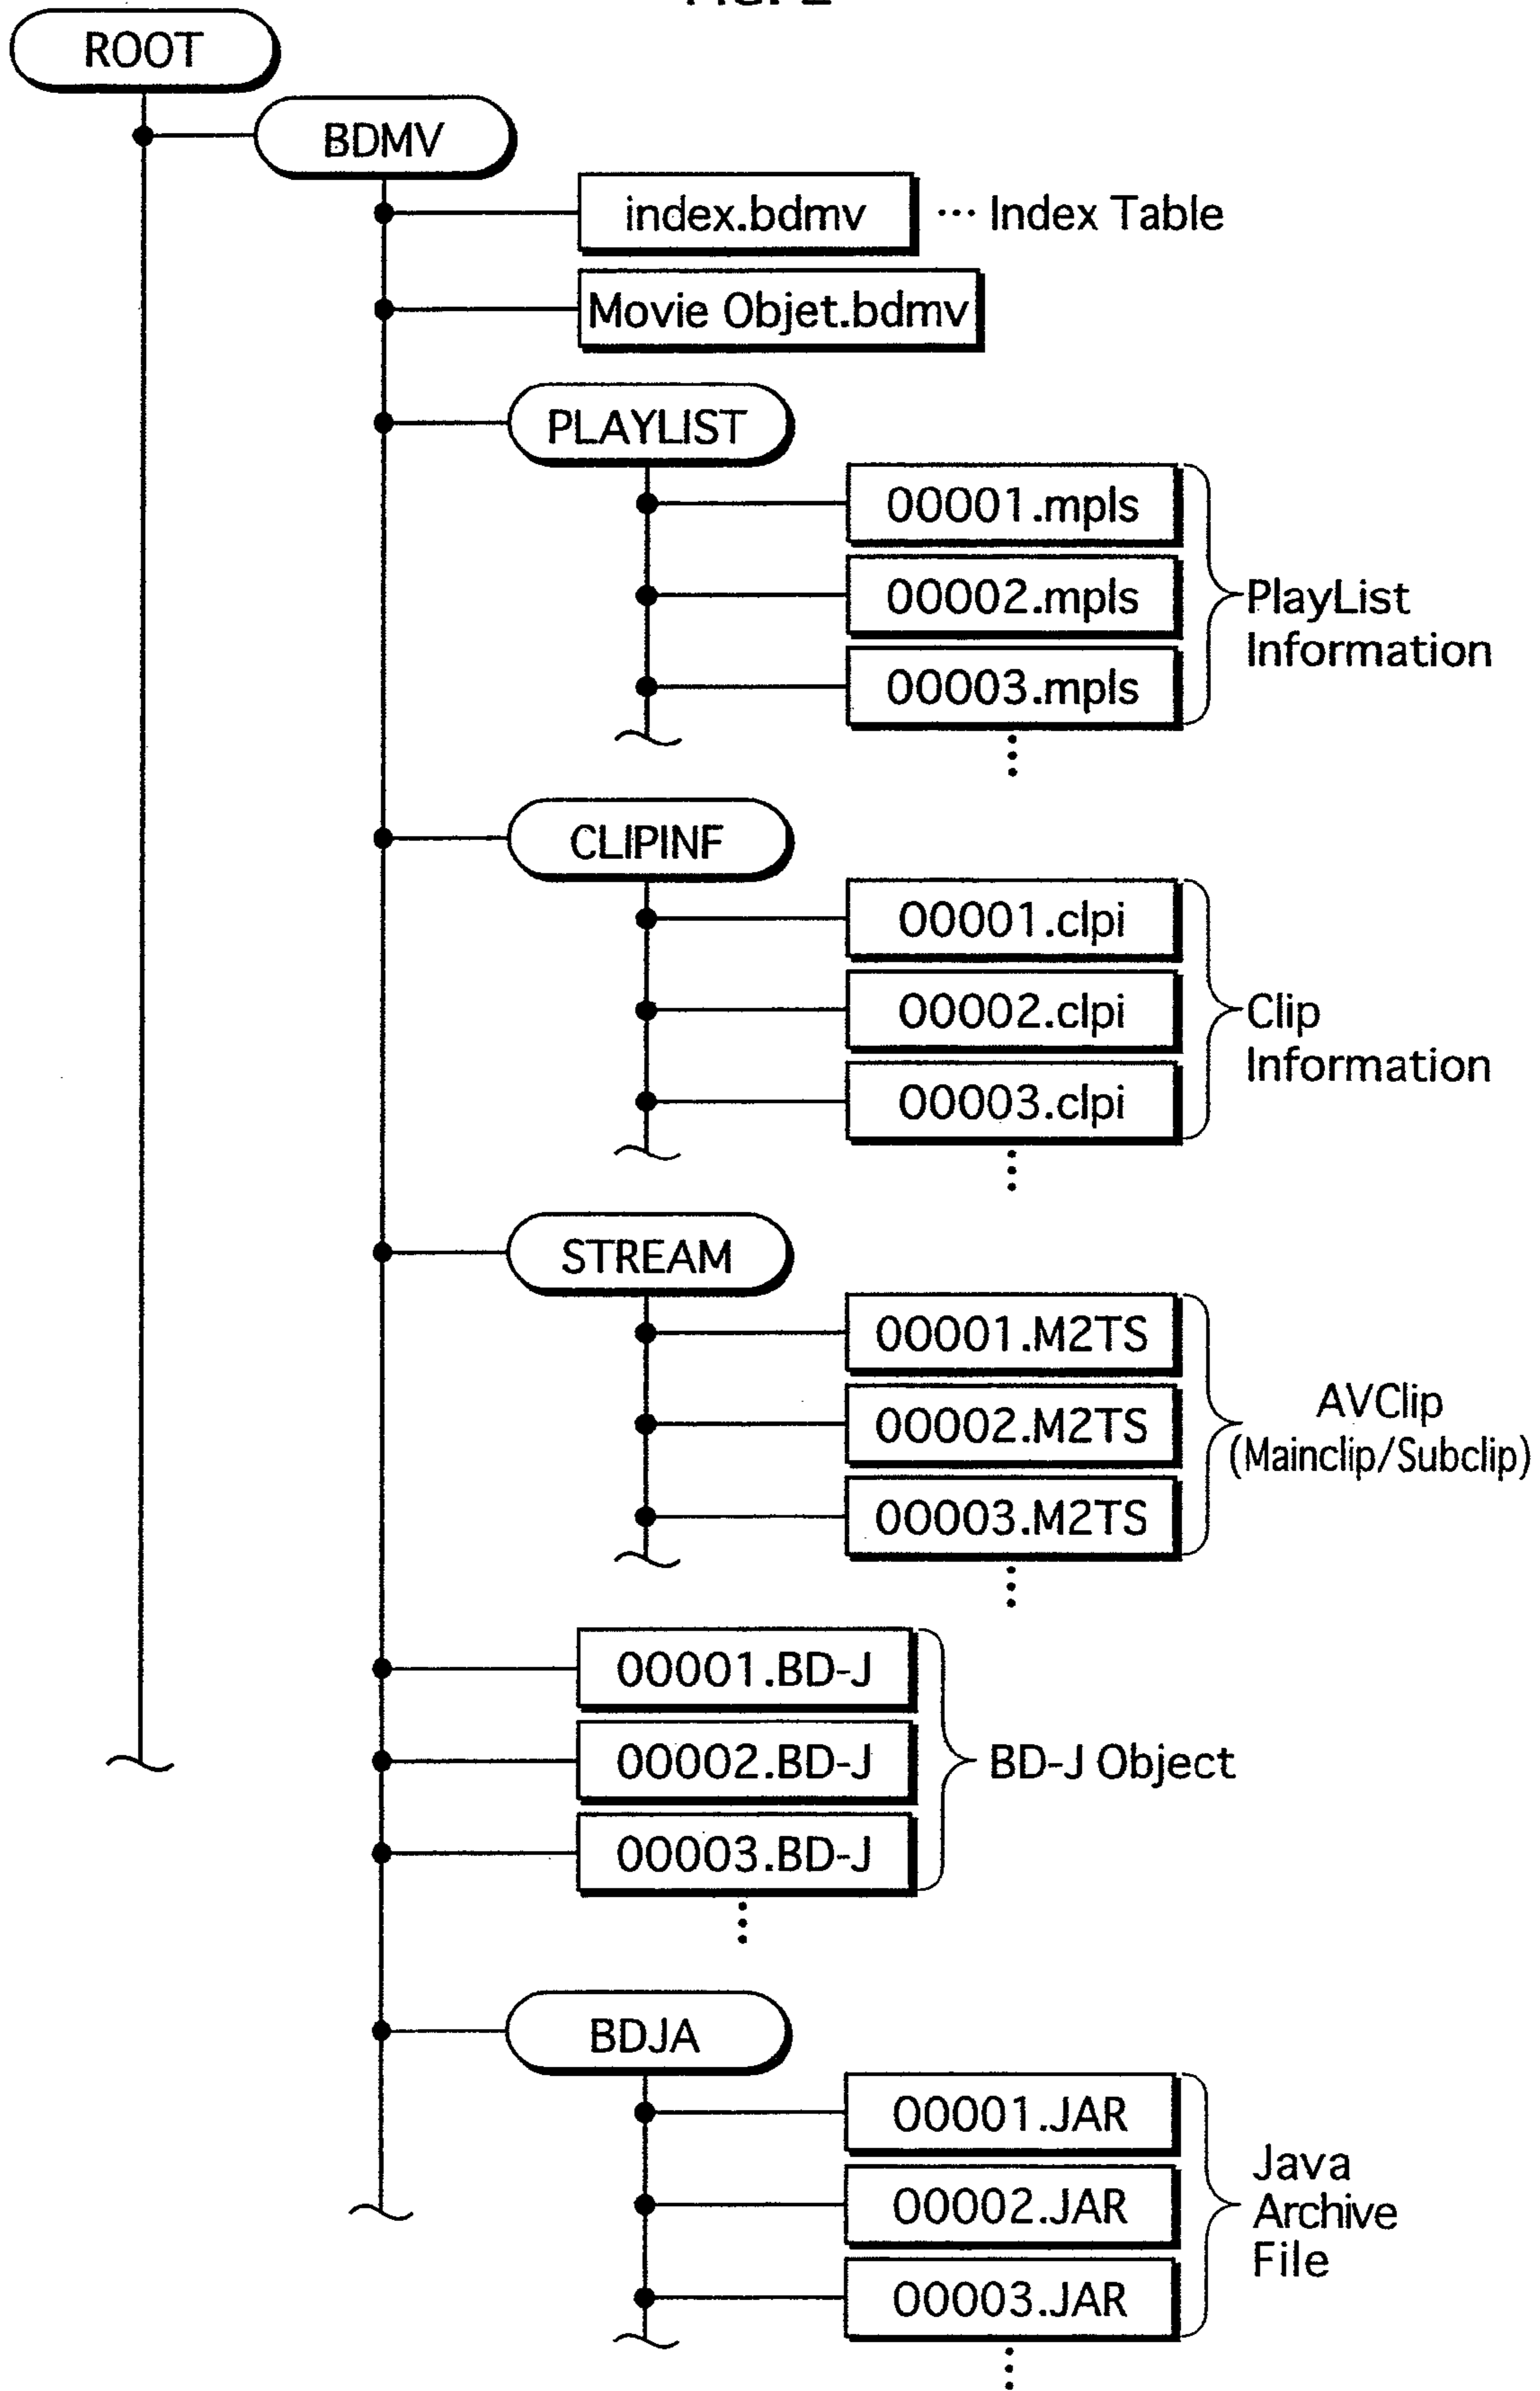 ROOT
BDMV
index.bdmv ··· Index Table
Movie Objet.bdmv
PLAYLIST
00001.mpls
00002.mpls
00003.mpls
PlayList
Information
CLIPINF
00001.clpi
00002.clpi
00003.clpi
Clip
Information
STREAM
00001.M2TS
00002.M2TS
00003.M2TS
AVClip
(Mainclip/Subclip)
00001.BD-J
00002.BD-J
00003.BD-J
BD-J Object
BDJA
00001.JAR
00002.JAR
00003.JAR
Java
Archive
File